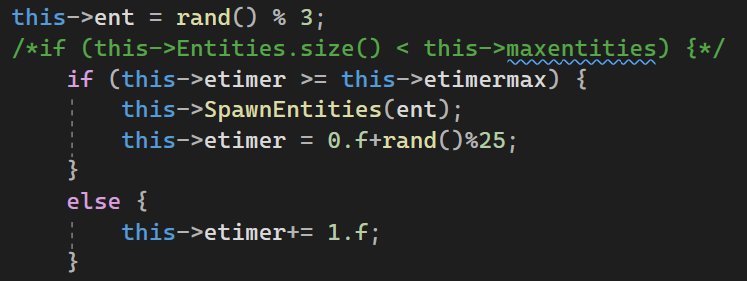 this->ent = rand() % 3;
/*if (this->Entities.size() < this->maxentities) {*/
if (this->etimer >= this->etimermax) {
this->SpawnEntities(ent);
this->etimer = 0.f+rand()%25;
}
else {
this->etimer+= 1.f;
}